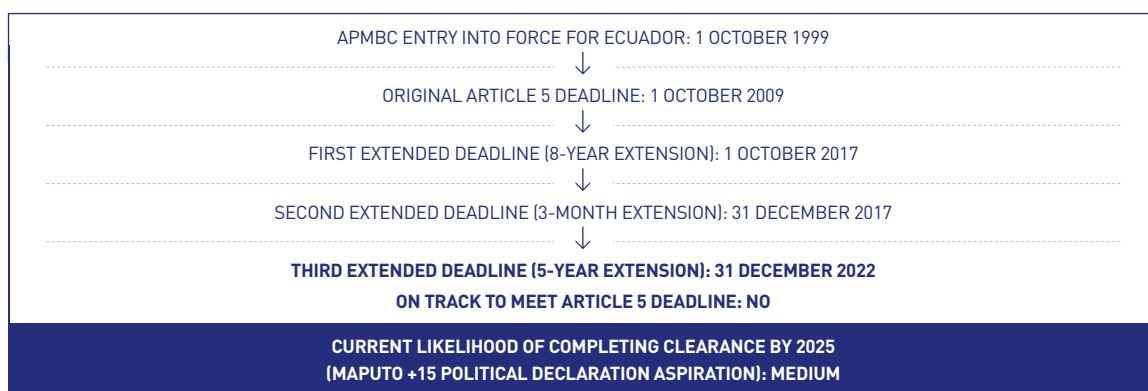 APMBC ENTRY INTO FORCE FOR ECUADOR: 1 OCTOBER 1999
ORIGINAL ARTICLE 5 DEADLINE: 1 OCTOBER 2009
FIRST EXTENDED DEADLINE (8-YEAR EXTENSION): 1 OCTOBER 2017
SECOND EXTENDED DEADLINE (3-MONTH EXTENSION): 31 DECEMBER 2017
THIRD EXTENDED DEADLINE (5-YEAR EXTENSION): 31 DECEMBER 2022
ON TRACK TO MEET ARTICLE 5 DEADLINE: NO
CURRENT LIKELIHOOD OF COMPLETING CLEARANCE BY 2025
(MAPUTO +15 POLITICAL DECLARATION ASPIRATION): MEDIUM